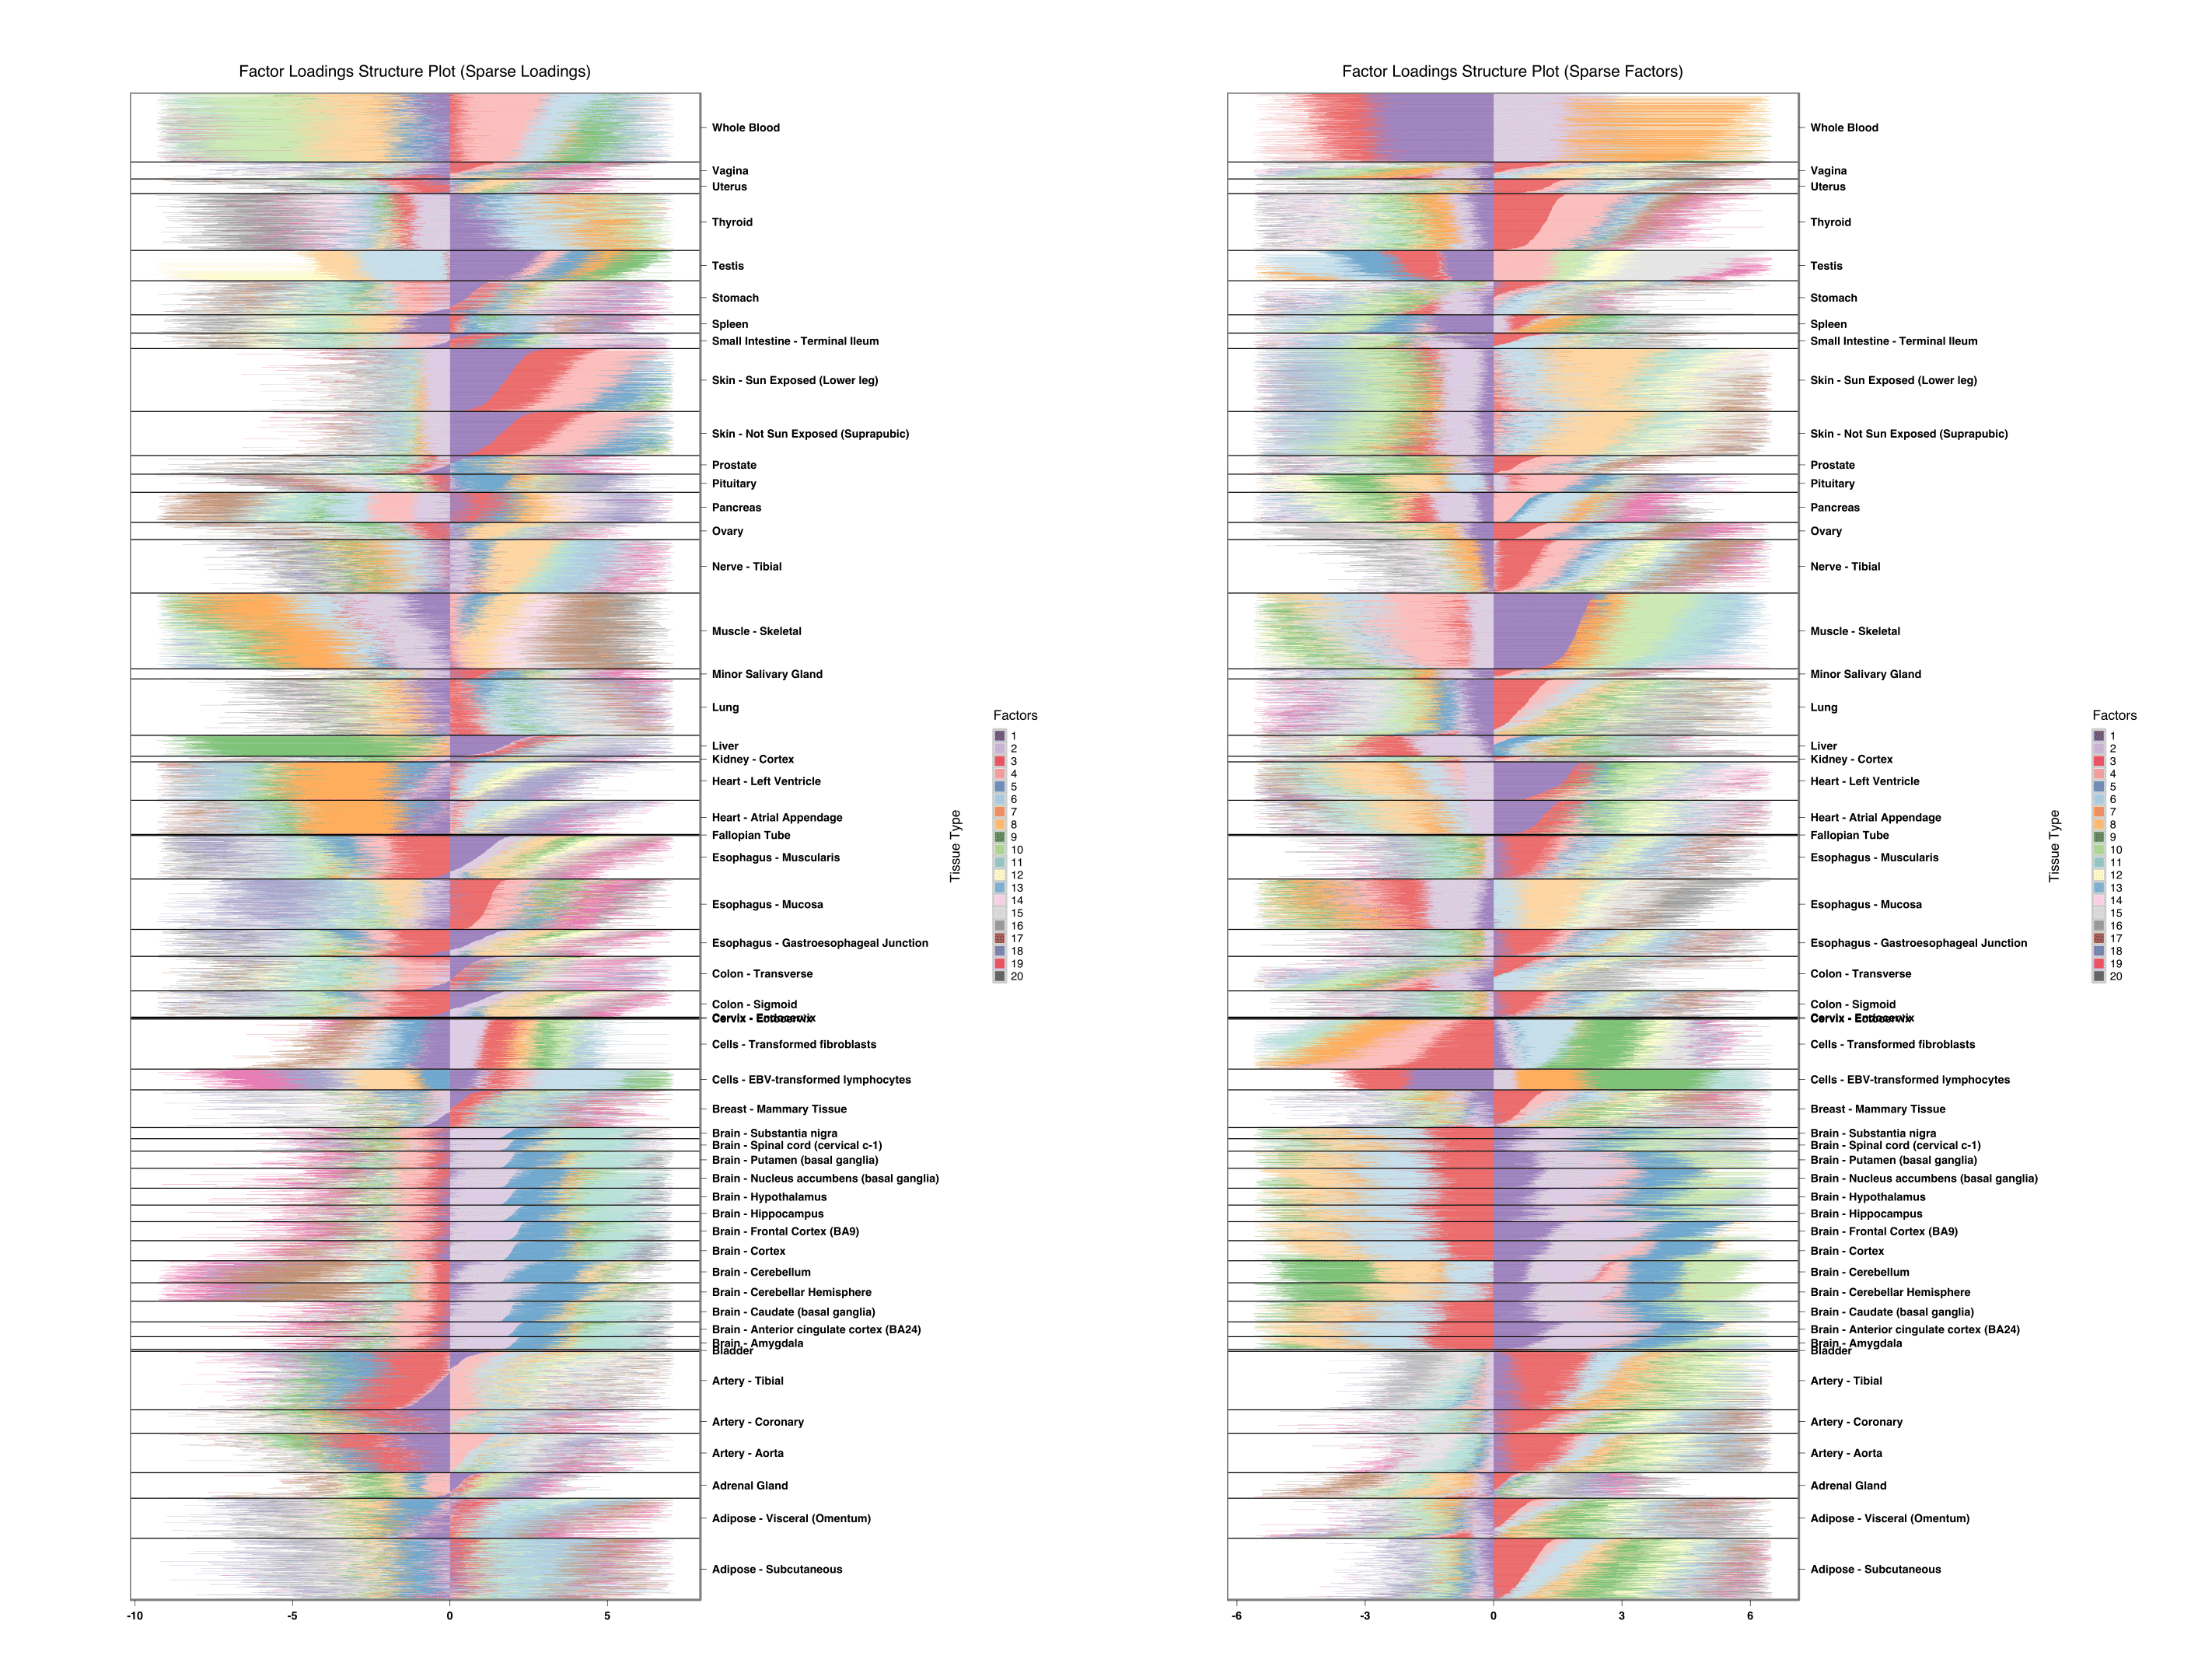 Factor Loadings Structure Plot (Sparse Loadings)
Whole Blood
Vagina
Uterus
Thyroid
Testis
Stomach
Spleen
Small Intestine - Terminal Ileum
Skin - Sun Exposed (Lower leg)
Skin - Not Sun Exposed (Suprapubic)
Prostate
Pituitary
Pancreas
Ovary
Nerve - Tibial
Muscle - Skeletal
Minor Salivary Gland
Lung
Liver
Kidney - Cortex
Heart - Left Ventricle
Heart - Atrial Appendage
Fallopian Tube
Esophagus - Muscularis
Esophagus - Mucosa
Esophagus - Gastroesophageal Junction
Colon - Transverse
Colon - Sigmoid
Cervix - Endocervix
Cervix - Ectocervix
Cells - Transformed fibroblasts
Cells - EBV-transformed lymphocytes
Breast - Mammary Tissue
Brain - Substantia nigra
Brain - Spinal cord (cervical c-1)
Brain - Putamen (basal ganglia)
Brain - Nucleus accumbens (basal ganglia)
Brain - Hypothalamus
Brain - Hippocampus
Brain - Frontal Cortex (BA9)
Brain - Cortex
Brain - Cerebellum
Brain - Cerebellar Hemisphere
Brain - Caudate (basal ganglia)
Brain - Anterior cingulate cortex (BA24)
Brain - Amygdala
Bladder
Artery - Tibial
Artery - Coronary
Artery - Aorta
Adrenal Gland
Adipose - Visceral (Omentum)
Adipose - Subcutaneous
-10 -5 0 5
Tissue Type
Factors
1
2
3
4
5
6
7
8
9
10
11
12
13
14
15
16
17
18
19
20
Factor Loadings Structure Plot (Sparse Factors)
Whole Blood
Vagina
Uterus
Thyroid
Testis
Stomach
Spleen
Small Intestine - Terminal Ileum
Skin - Sun Exposed (Lower leg)
Skin - Not Sun Exposed (Suprapubic)
Prostate
Pituitary
Pancreas
Ovary
Nerve - Tibial
Muscle - Skeletal
Minor Salivary Gland
Lung
Liver
Kidney - Cortex
Heart - Left Ventricle
Heart - Atrial Appendage
Fallopian Tube
Esophagus - Muscularis
Esophagus - Mucosa
Esophagus - Gastroesophageal Junction
Colon - Transverse
Colon - Sigmoid
Cervix - Endocervix
Cervix - Ectocervix
Cells - Transformed fibroblasts
Cells - EBV-transformed lymphocytes
Breast - Mammary Tissue
Brain - Substantia nigra
Brain - Spinal cord (cervical c-1)
Brain - Putamen (basal ganglia)
Brain - Nucleus accumbens (basal ganglia)
Brain - Hypothalamus
Brain - Hippocampus
Brain - Frontal Cortex (BA9)
Brain - Cortex
Brain - Cerebellum
Brain - Cerebellar Hemisphere
Brain - Caudate (basal ganglia)
Brain - Anterior cingulate cortex (BA24)
Brain - Amygdala
Bladder
Artery - Tibial
Artery - Coronary
Artery - Aorta
Adrenal Gland
Adipose - Visceral (Omentum)
Adipose - Subcutaneous
-6 -3 0 3 6
Tissue Type
Factors
1
2
3
4
5
6
7
8
9
10
11
12
13
14
15
16
17
18
19
20